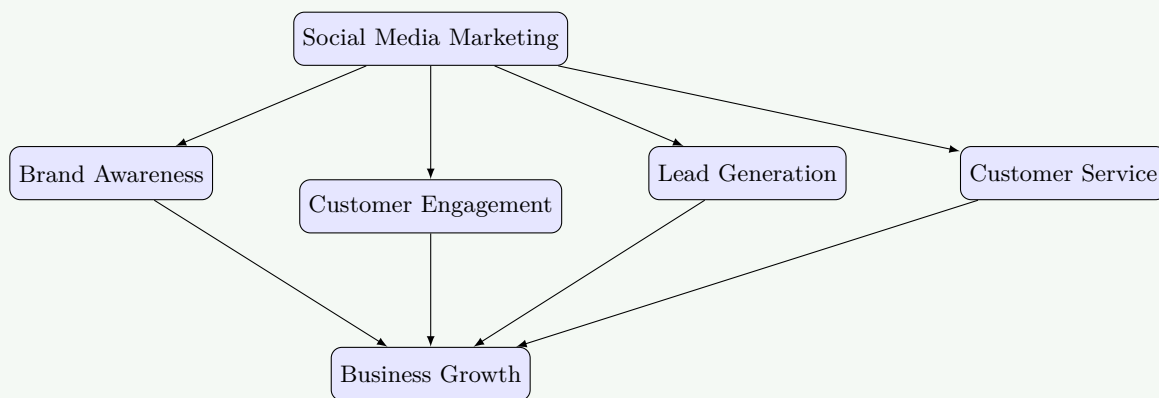 Social Media Marketing
Brand Awareness
Customer Engagement
Lead Generation
Customer Service
Business Growth